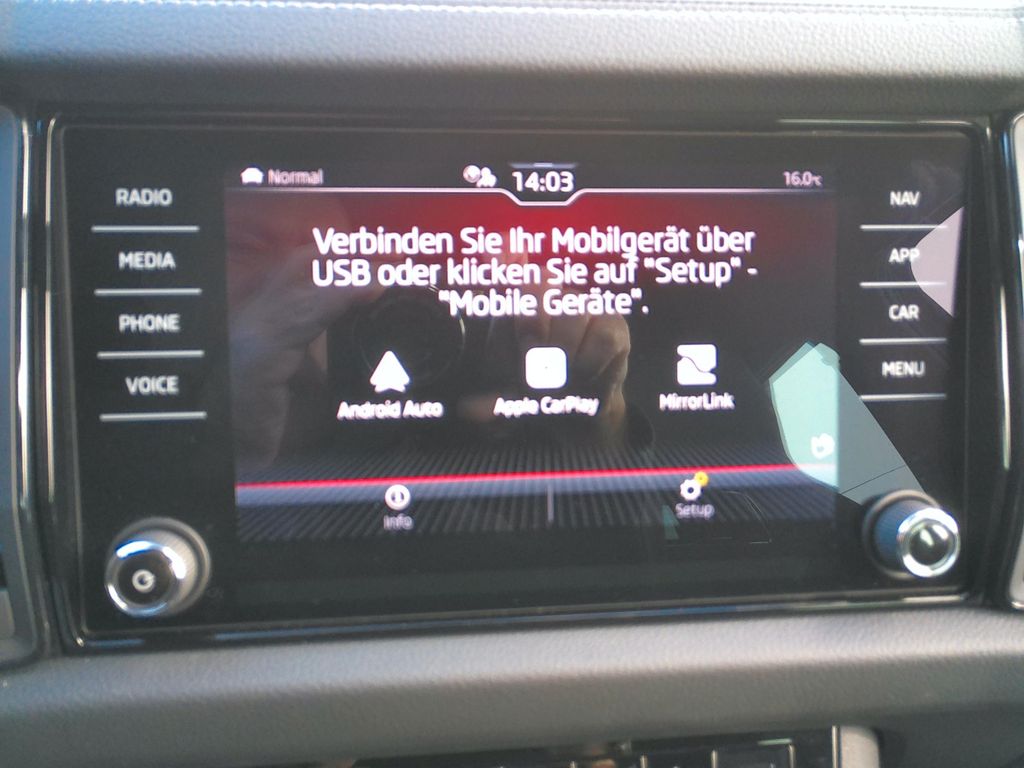 Normal
14:03
16.0°C
RADIO
MEDIA
PHONE
VOICE
NAV
APP
CAR
MENU
Verbinden Sie Ihr Mobilgerät über
USB oder klicken Sie auf "Setup" -
"Mobile Geräte".
Android Auto
Apple CarPlay
MirrorLink
Info
Setup